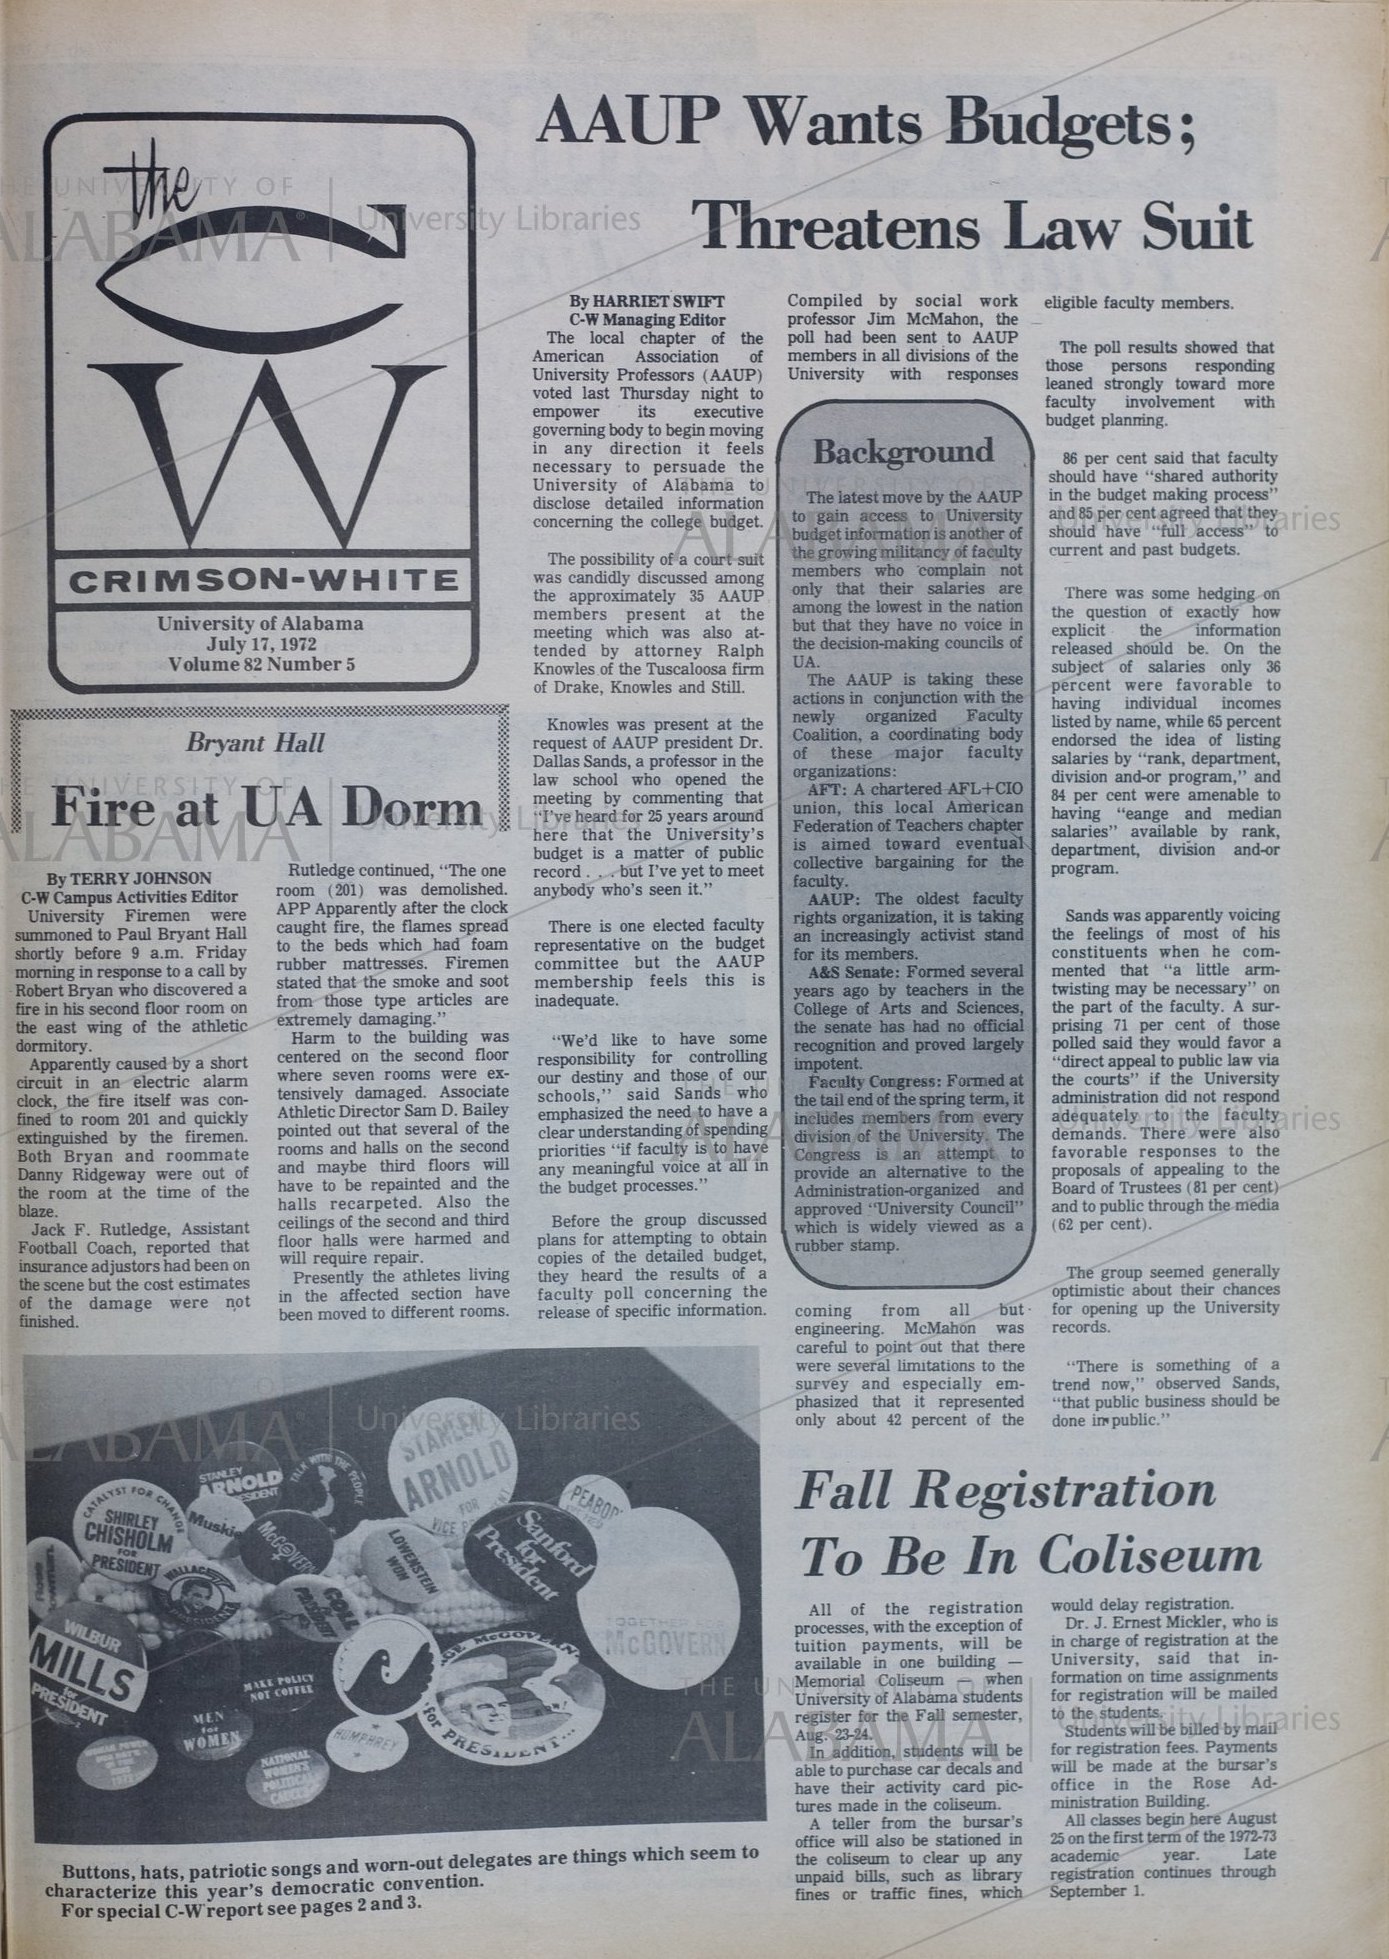 the
CW
CRIMSON-WHITE
University of Alabama
July 17, 1972
Volume 82 Number 5
AAUP Wants Budgets;
Threatens Law Suit
By HARRIET SWIFT
C-W Managing Editor
The local chapter of the
American Association of
University Professors (AAUP)
voted last Thursday night to
empower its executive
governing body to begin moving
in any direction it feels
necessary to persuade the
University of Alabama to
disclose detailed information
concerning the college budget.
The possibility of a court suit
was candidly discussed among
the approximately 35 AAUP
members present at the
meeting which was also at-
tended by attorney Ralph
Knowles of the Tuscaloosa firm
of Drake, Knowles and Still.
Knowles was present at the
request of AAUP president Dr.
Dallas Sands, a professor in the
law school who opened the
meeting by commenting that
"I've heard for 25 years around
here that the University's
budget is a matter of public
record . . . but I've yet to meet
anybody who's seen it."
There is one elected faculty
representative on the budget
committee but the AAUP
membership feels this is
inadequate.
"We'd like to have some
responsibility for controlling
our destiny and those of our
schools," said Sands who
emphasized the need to have a
clear understanding of spending
priorities "if faculty is to have
any meaningful voice at all in
the budget processes."
Before the group discussed
plans for attempting to obtain
copies of the detailed budget,
they heard the results of a
faculty poll concerning the
release of specific information.
Compiled by social work
professor Jim McMahon, the
poll had been sent to AAUP
members in all divisions of the
University with responses
coming from all but
engineering. McMahon was
careful to point out that there
were several limitations to the
survey and especially em-
phasized that it represented
only about 42 percent of the
eligible faculty members.
The poll results showed that
those persons responding
leaned strongly toward more
faculty involvement with
budget planning.
86 per cent said that faculty
should have "shared authority
in the budget making process"
and 85 per cent agreed that they
should have "full access" to
current and past budgets.
There was some hedging on
the question of exactly how
explicit the information
released should be. On the
subject of salaries only 36
percent were favorable to
having individual incomes
listed by name, while 65 percent
endorsed the idea of listing
salaries by "rank, department,
division and-or program," and
84 per cent were amenable to
having "eange and median
salaries" available by rank,
department, division and-or
program.
Sands was apparently voicing
the feelings of most of his
constituents when he com-
mented that "a little arm-
twisting may be necessary" on
the part of the faculty. A sur-
prising 71 per cent of those
polled said they would favor a
"direct appeal to public law via
the courts" if the University
administration did not respond
adequately to the faculty
demands. There were also
favorable responses to the
proposals of appealing to the
Board of Trustees (81 per cent)
and to public through the media
(62 per cent).
The group seemed generally
optimistic about their chances
for opening up the University
records.
"There is something of a
trend now," observed Sands,
"that public business should be
done in public."
Background
The latest move by the AAUP
to gain access to University
budget information is another of
the growing militancy of faculty
members who complain not
only that their salaries are
among the lowest in the nation
but that they have no voice in
the decision-making councils of
UA.
The AAUP is taking these
actions in conjunction with the
newly organized Faculty
Coalition, a coordinating body
of these major faculty
organizations:
AFT: A chartered AFL+CIO
union, this local American
Federation of Teachers chapter
is aimed toward eventual
collective bargaining for the
faculty.
AAUP: The oldest faculty
rights organization, it is taking
an increasingly activist stand
for its members.
A&S Senate: Formed several
years ago by teachers in the
College of Arts and Sciences,
the senate has had no official
recognition and proved largely
impotent.
Faculty Congress: Formed at
the tail end of the spring term, it
includes members from every
division of the University. The
Congress is an attempt to
provide an alternative to the
Administration-organized and
approved "University Council"
which is widely viewed as a
rubber stamp.
Bryant Hall
Fire at UA Dorm
By TERRY JOHNSON
C-W Campus Activities Editor
University Firemen were
summoned to Paul Bryant Hall
shortly before 9 a.m. Friday
morning in response to a call by
Robert Bryan who discovered a
fire in his second floor room on
the east wing of the athletic
dormitory.
Apparently caused by a short
circuit in an electric alarm
clock, the fire itself was con-
fined to room 201 and quickly
extinguished by the firemen.
Both Bryan and roommate
Danny Ridgeway were out of
the room at the time of the
blaze.
Jack F. Rutledge, Assistant
Football Coach, reported that
insurance adjustors had been on
the scene but the cost estimates
of the damage were not
finished.
Rutledge continued, "The one
room (201) was demolished.
APP Apparently after the clock
caught fire, the flames spread
to the beds which had foam
rubber mattresses. Firemen
stated that the smoke and soot
from those type articles are
extremely damaging."
Harm to the building was
centered on the second floor
where seven rooms were ex-
tensively damaged. Associate
Athletic Director Sam D. Bailey
pointed out that several of the
rooms and halls on the second
and maybe third floors will
have to be repainted and the
halls recarpeted. Also the
ceilings of the second and third
floor halls were harmed and
will require repair.
Presently the athletes living
in the affected section have
been moved to different rooms.
STANLEY
ARNOLD
FOR
VICE
STANLEY
ARNOLD
TALK WITH THE PEOPLE
CATALYST FOR CHANGE
SHIRLEY
CHISHOLM
FOR
PRESIDENT
Muskie
McGOVERN
LOWENSTEIN
WON
Sanford
for
President
PEABODY
TOGETHER
McGOVERN
WALLACE
WILBUR
MILLS
for
PRESIDENT
MAKE POLICY
NOT COFFEE
MEN
for
WOMEN
HUMPHREY
NATIONAL
WOMEN'S
POLITICAL
CAUCUS
McGOVERN
for PRESIDENT...
Buttons, hats, patriotic songs and worn-out delegates are things which seem to
characterize this year's democratic convention.
For special C-W report see pages 2 and 3.
Fall Registration
To Be In Coliseum
All of the registration
processes, with the exception of
tuition payments, will be
available in one building —
Memorial Coliseum — when
University of Alabama students
register for the Fall semester,
Aug. 23-24.
In addition, students will be
able to purchase car decals and
have their activity card pic-
tures made in the coliseum.
A teller from the bursar's
office will also be stationed in
the coliseum to clear up any
unpaid bills, such as library
fines or traffic fines, which
would delay registration.
Dr. J. Ernest Mickler, who is
in charge of registration at the
University, said that in-
formation on time assignments
for registration will be mailed
to the students.
Students will be billed by mail
for registration fees. Payments
will be made at the bursar's
office in the Rose Ad-
ministration Building.
All classes begin here August
25 on the first term of the 1972-73
academic year. Late
registration continues through
September 1.
THE UNIVERSITY OF
ALABAMA
University Libraries